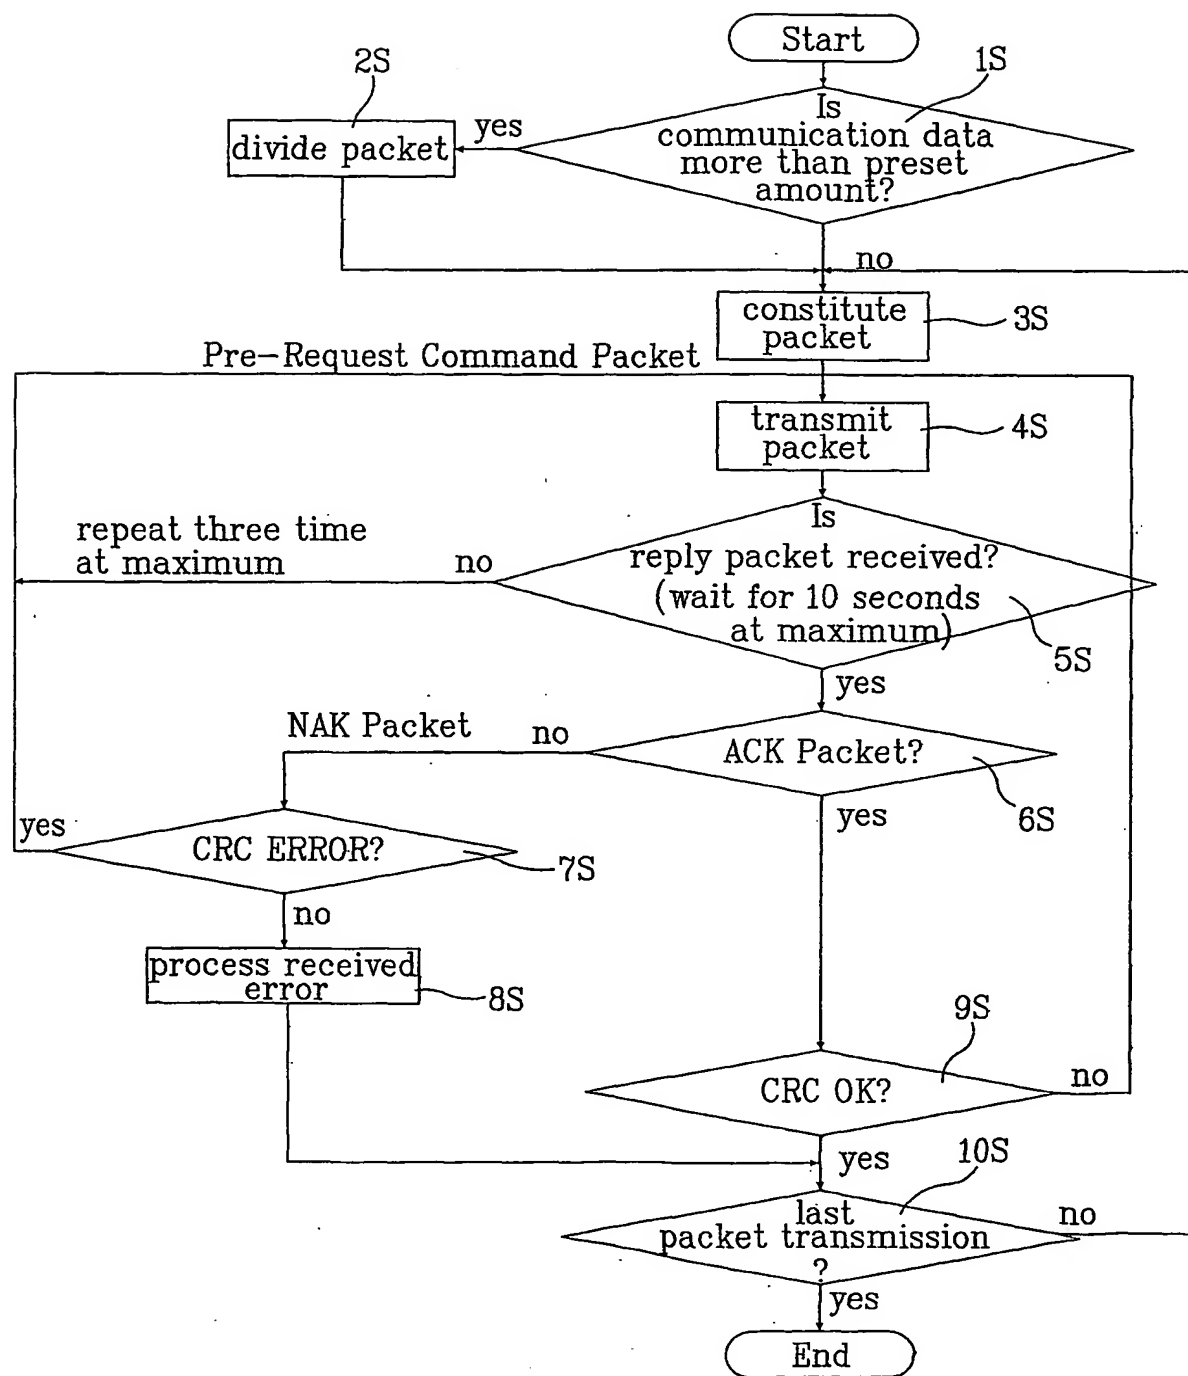 Start
2S
1S
yes
divide packet
Is
communication data
more than preset
amount?
no
constitute
packet
3S
Pre-Request Command Packet
transmit
packet
4S
Is
repeat three time
at maximum
no
reply packet received?
(wait for 10 seconds
at maximum)
5S
yes
NAK Packet
no
ACK Packet?
6S
yes
yes
CRC ERROR?
7S
no
process received
error
8S
9S
CRC OK?
no
yes
10S
last
packet transmission
?
no
yes
End